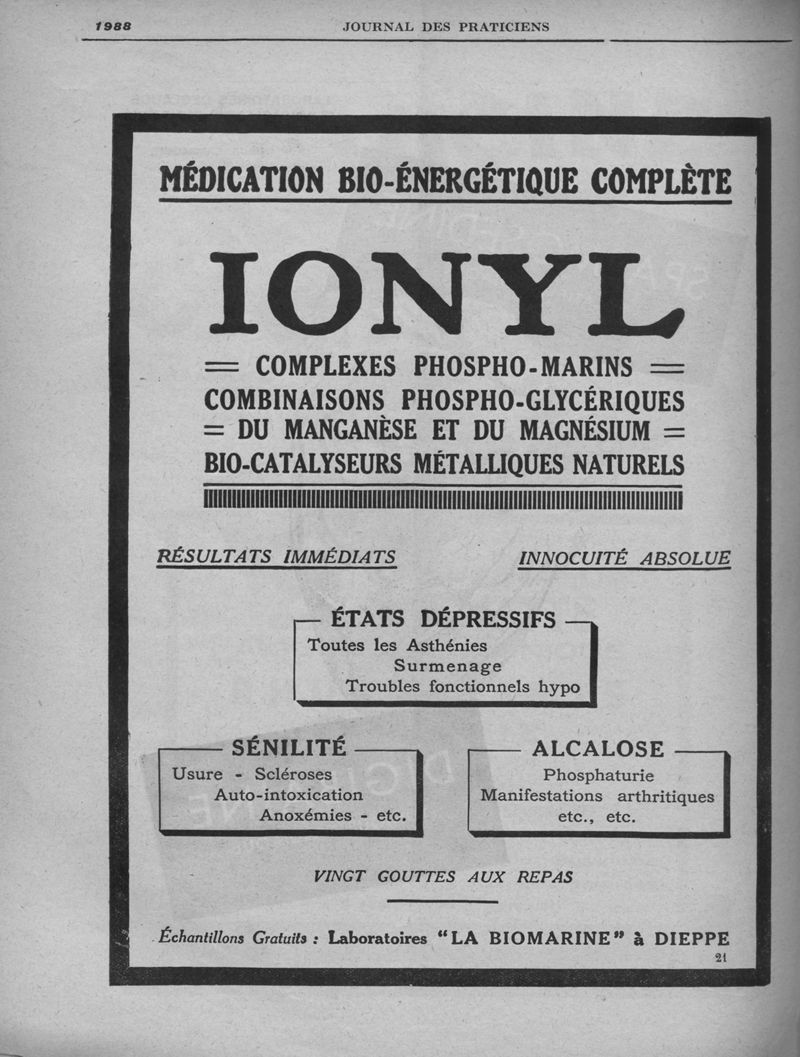 1988
JOURNAL DES PRATICIENS
MÉDICATION BIO-ÉNERGÉTIQUE COMPLÈTE
IONYL
= COMPLEXES PHOSPHO-MARINS =
COMBINAISONS PHOSPHO-GLYCÉRIQUES
= DU MANGANÈSE ET DU MAGNÉSIUM =
BIO-CATALYSEURS MÉTALLIQUES NATURELS
RÉSULTATS IMMÉDIATS
INNOCUITÉ ABSOLUE
ÉTATS DÉPRESSIFS
Toutes les Asthénies
Surmenage
Troubles fonctionnels hypo
SÉNILITÉ
Usure - Scléroses
Auto-intoxication
Anoxémies - etc.
ALCALOSE
Phosphaturie
Manifestations arthritiques
etc., etc.
VINGT GOUTTES AUX REPAS
Échantillons Gratuits : Laboratoires “LA BIOMARINE” à DIEPPE
21